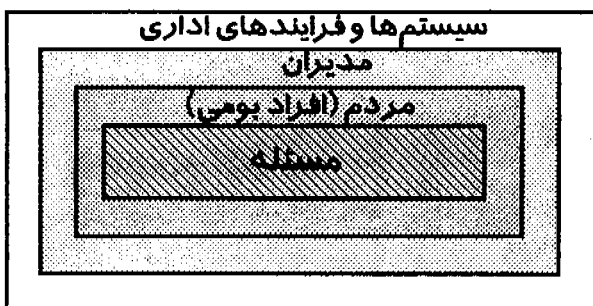 سیستم‌ها و فرایندهای اداری
مدیران
مردم (افراد بومی)
مسئله